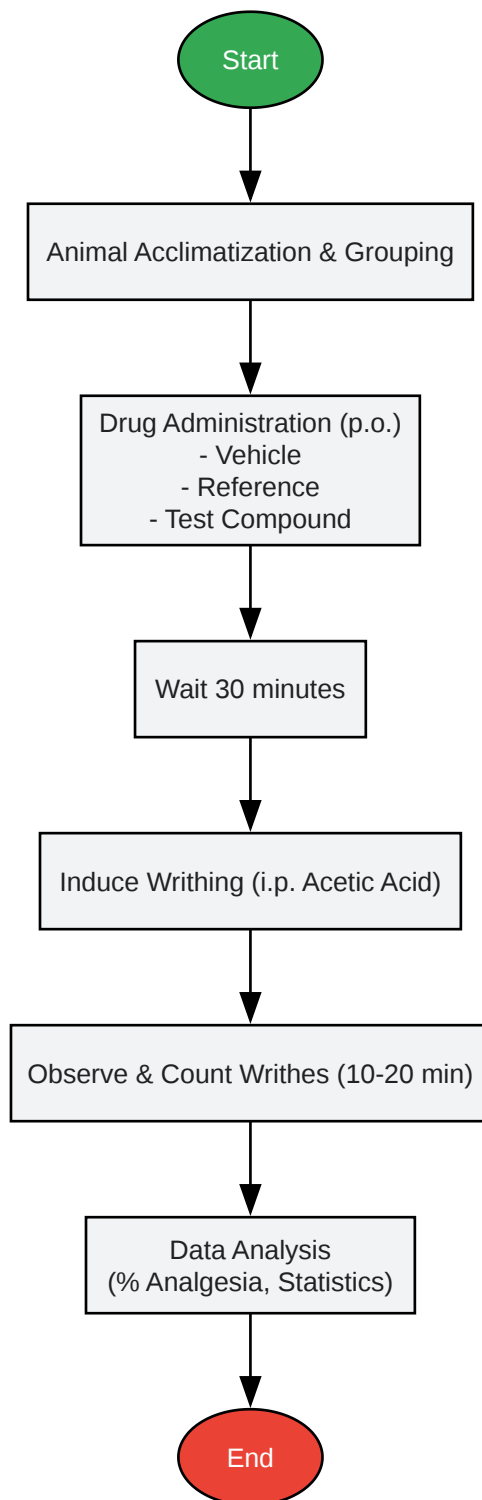 Start
Animal Acclimatization & Grouping
Drug Administration (p.o.)
- Vehicle
- Reference
- Test Compound
Wait 30 minutes
Induce Writhing (i.p. Acetic Acid)
Observe & Count Writhes (10-20 min)
Data Analysis
(% Analgesia, Statistics)
End